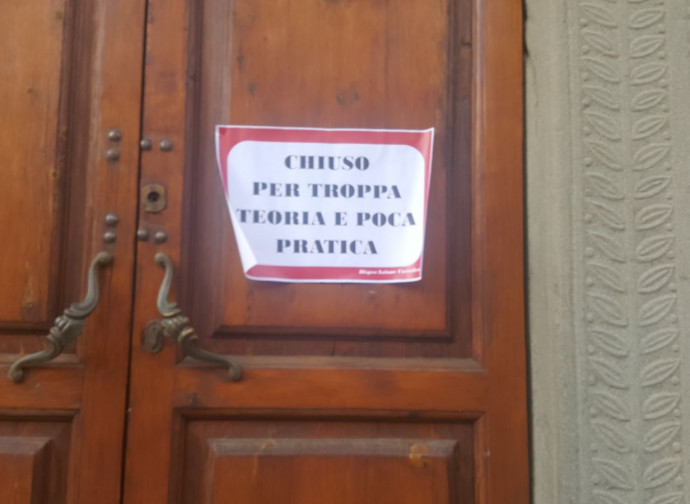 CHIUSO
PER TROPPA
TEORIA E POCA
PRATICA